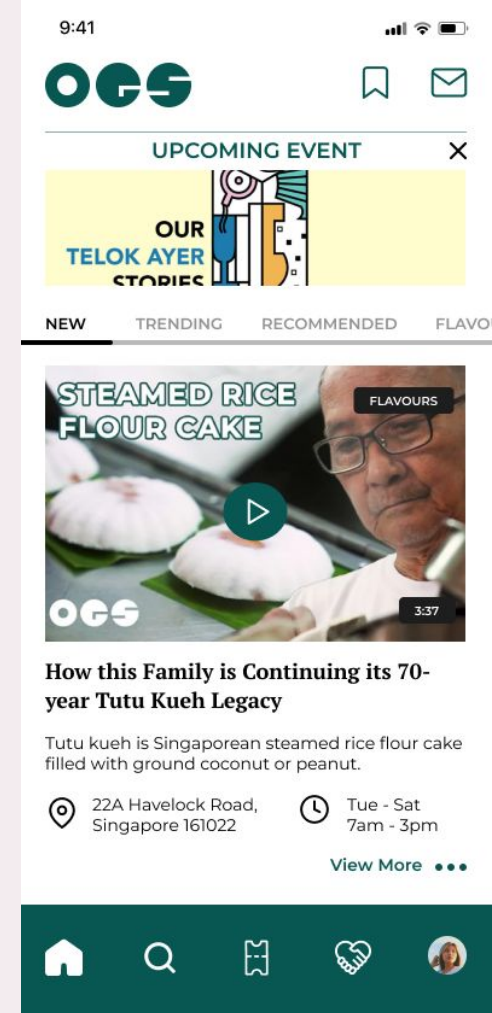 9:41
OGS
UPCOMING EVENT
OUR
TELOK AYER
STORIES
NEW TRENDING RECOMMENDED FLAVO
STEAMED RICE
FLOUR CAKE
FLAVOURS
OGS
3:37
How this Family is Continuing its 70-
year Tutu Kueh Legacy
Tutu kueh is Singaporean steamed rice flour cake
filled with ground coconut or peanut.
22A Havelock Road,
Singapore 161022
Tue - Sat
7am - 3pm
View More